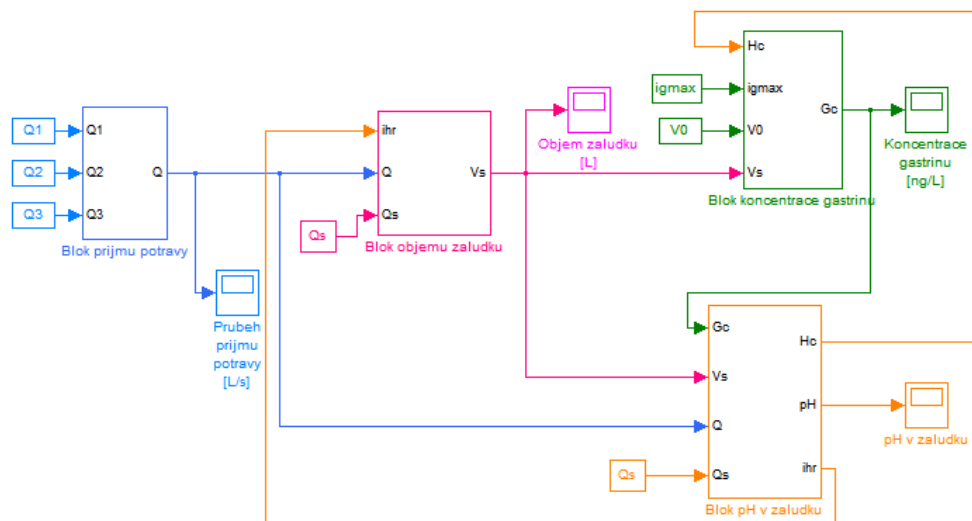 Q1
Q2
Q3
Q1
Q2
Q3
Q
Blok prijmu potravy
Prubeh
prijmu
potravy
[L/s]
ihr
Q
Qs
Vs
Qs
Blok objemu zaludku
Objem zaludku
[L]
igmax
V0
Hc
igmax
V0
Vs
Gc
Blok koncentrace gastrinu
Koncentrace
gastrinu
[ng/L]
Gc
Vs
Q
Qs
Hc
pH
ihr
Qs
Blok pH v zaludku
pH v zaludku